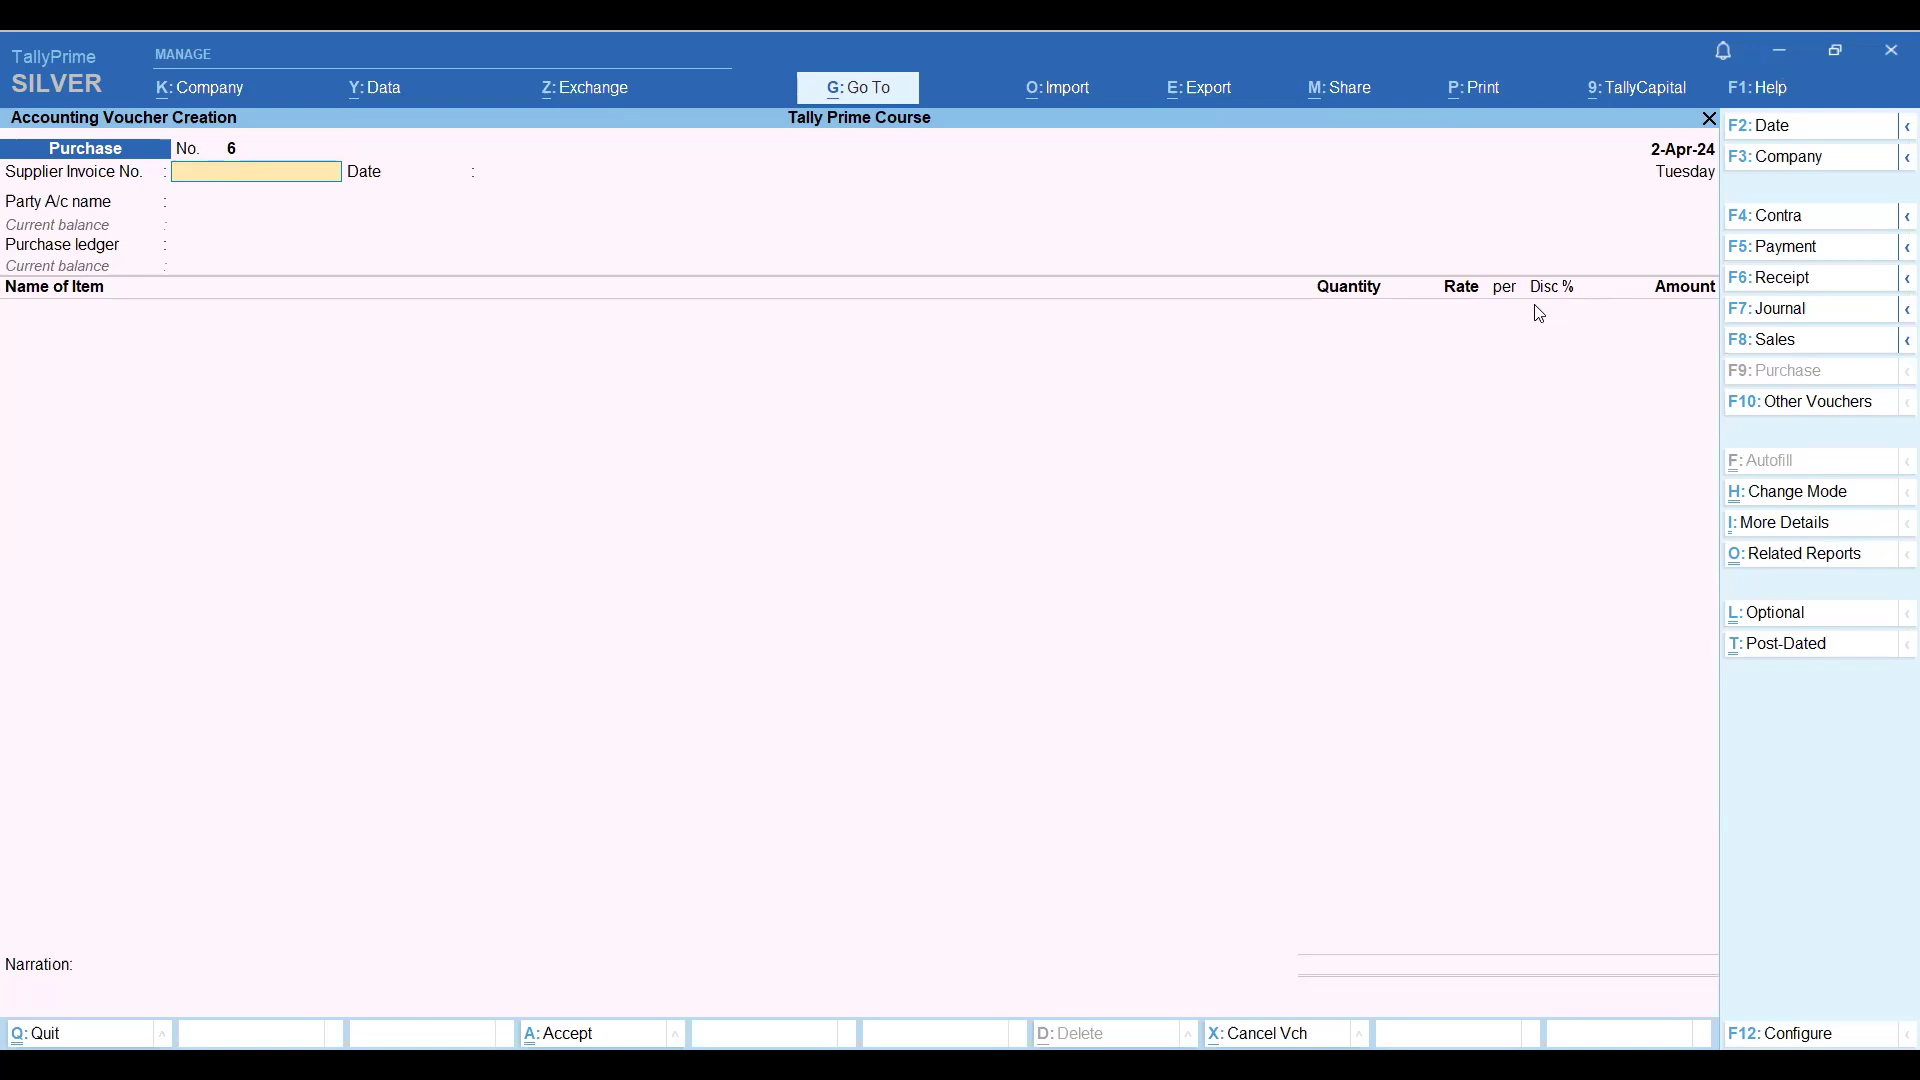 TallyPrime
SILVER
MANAGE
K: Company
Y: Data
Z: Exchange
G: Go To
O: Import
E: Export
M: Share
P: Print
9: TallyCapital
F1: Help
Accounting Voucher Creation
Tally Prime Course
Purchase No. 6
2-Apr-24
Supplier Invoice No. : Date :
Tuesday
Party A/c name :
Current balance :
Purchase ledger :
Current balance :
Name of Item Quantity Rate per Disc % Amount
Narration:
F2: Date
F3: Company
F4: Contra
F5: Payment
F6: Receipt
F7: Journal
F8: Sales
F9: Purchase
F10: Other Vouchers
F: Autofill
H: Change Mode
I: More Details
O: Related Reports
L: Optional
T: Post-Dated
Q: Quit
A: Accept
D: Delete
X: Cancel Vch
F12: Configure